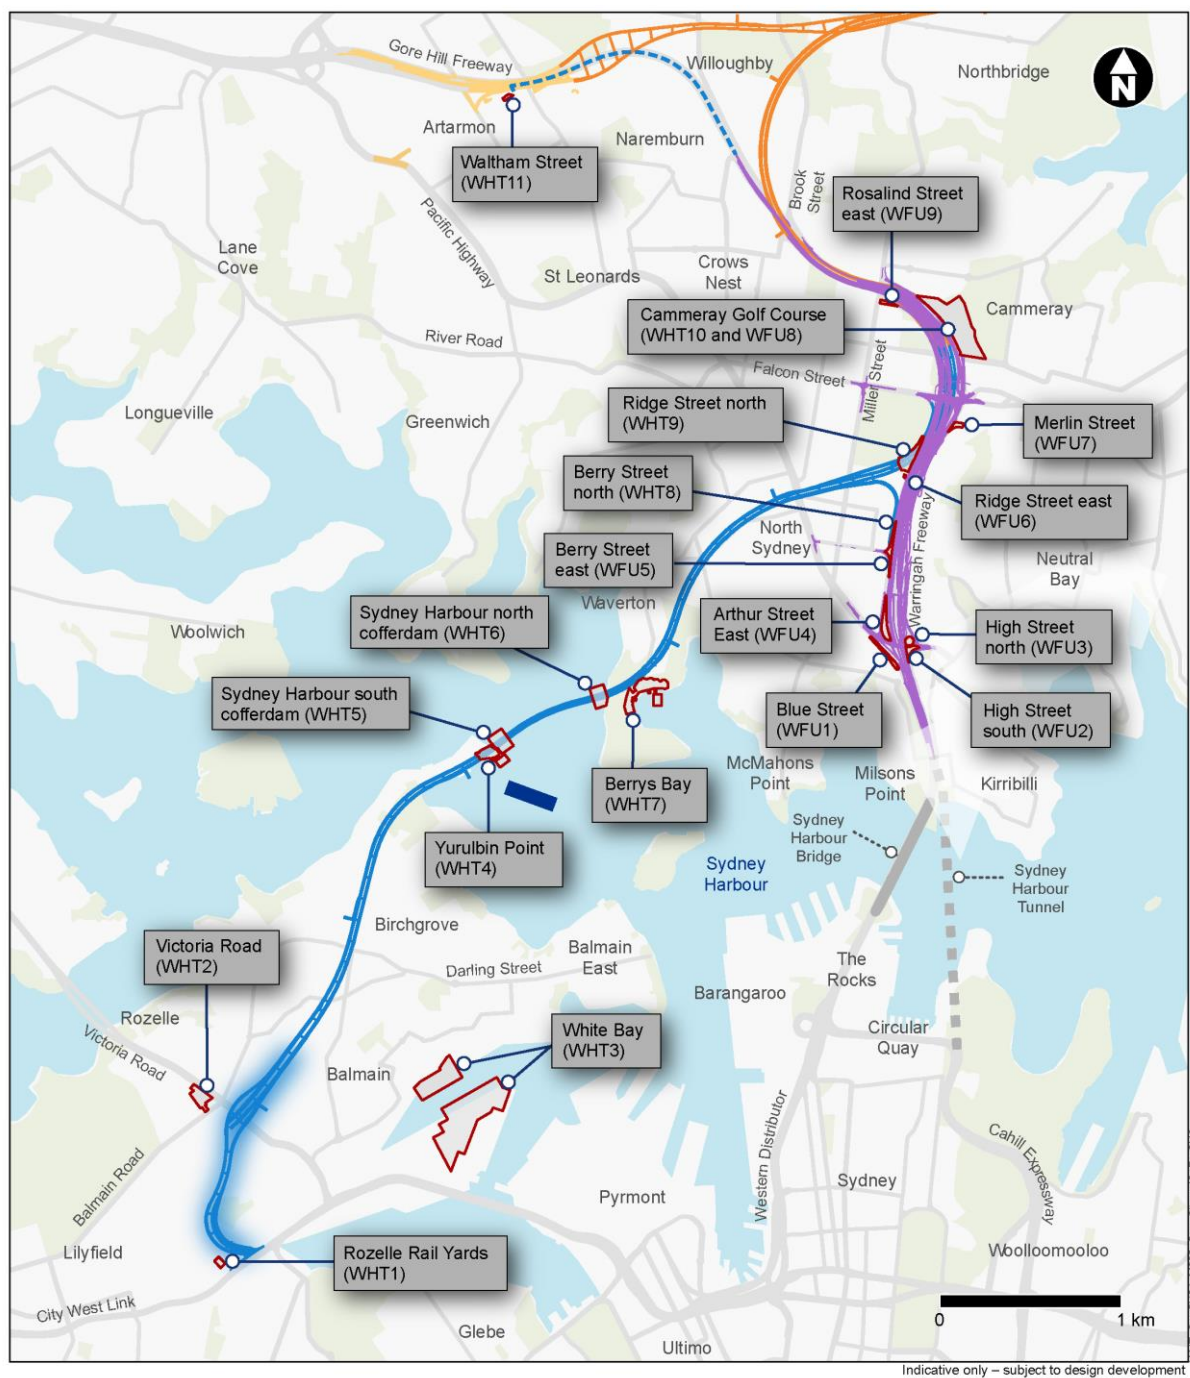 Gore Hill Freeway
Willoughby
Northbridge
N
Artarmon
Naremburn
Waltham Street
(WHT11)
Brook
Street
Rosalind Street
east (WFU9)
Pacific Highway
Lane
Cove
St Leonards
Crows
Nest
Cammeray Golf Course
(WHT10 and WFU8)
Cammeray
River Road
Miller Street
Falcon Street
Longueville
Greenwich
Ridge Street north
(WHT9)
Merlin Street
(WFU7)
Berry Street
north (WHT8)
Ridge Street east
(WFU6)
North
Sydney
Warringah Freeway
Berry Street
east (WFU5)
Neutral
Bay
Waverton
Sydney Harbour north
cofferdam (WHT6)
Woolwich
Arthur Street
East (WFU4)
High Street
north (WFU3)
Sydney Harbour south
cofferdam (WHT5)
Blue Street
(WFU1)
High Street
south (WFU2)
McMahons
Point
Milsons
Point
Kirribilli
Berrys Bay
(WHT7)
Yurulbin Point
(WHT4)
Sydney
Harbour
Bridge
Sydney
Harbour
Sydney
Harbour
Tunnel
Birchgrove
Victoria Road
(WHT2)
Balmain
East
Darling Street
The
Rocks
Barangaroo
Rozelle
Victoria Road
White Bay
(WHT3)
Circular
Quay
Balmain
Western Distributor
Cahill Expressway
Balmain Road
Sydney
Pyrmont
Lilyfield
Rozelle Rail Yards
(WHT1)
Woolloomooloo
City West Link
Glebe
Ultimo
0
1 km
Indicative only – subject to design development